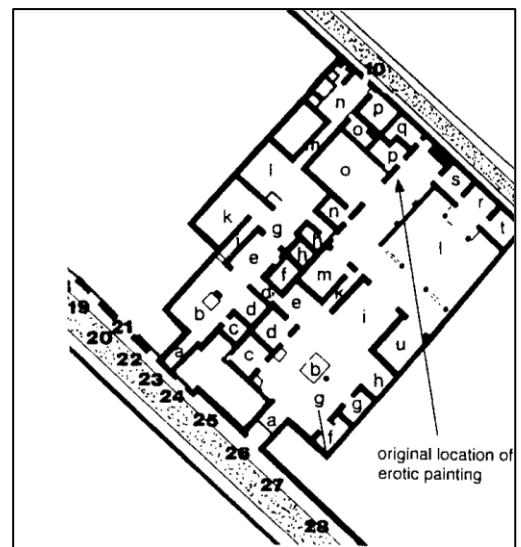 10
n
p
q
o
p
m
s
l
o
r
t
n
k
g
h
l
j
e
h
f
m
d
e
k
i
b
d
c
d
u
19
20
21
22
a
c
b
h
23
g
g
24
a
f
25
26
27
28
original location of
erotic painting